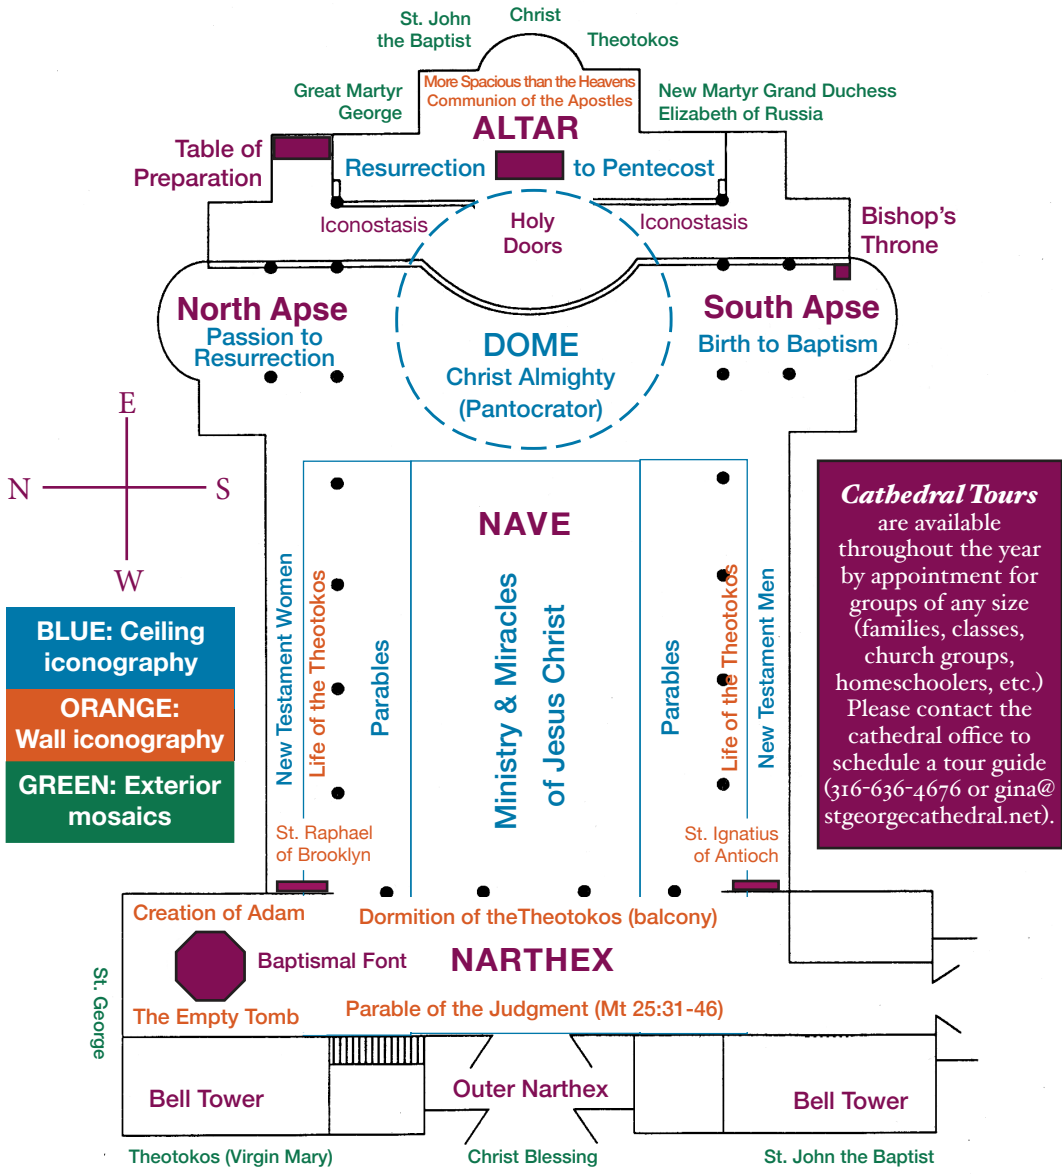 St. John
the Baptist
Christ
Theotokos
More Spacious than the Heavens
Communion of the Apostles
Great Martyr
George
New Martyr Grand Duchess
Elizabeth of Russia
ALTAR
Table of
Preparation
Resurrection
to Pentecost
Iconostasis
Holy
Doors
Iconostasis
Bishop's
Throne
North Apse
Passion to
Resurrection
South Apse
Birth to Baptism
DOME
Christ Almighty
(Pantocrator)
E
N
S
W
BLUE: Ceiling
iconography
ORANGE:
Wall iconography
GREEN: Exterior
mosaics
NAVE
New Testament Women
Life of the Theotokos
Parables
Ministry & Miracles
of Jesus Christ
Parables
Life of the Theotokos
New Testament Men
Cathedral Tours
are available
throughout the year
by appointment for
groups of any size
(families, classes,
church groups,
homeschoolers, etc.)
Please contact the
cathedral office to
schedule a tour guide
(316-636-4676 or gina@
stgeorgecathedral.net).
St. Raphael
of Brooklyn
St. Ignatius
of Antioch
Creation of Adam
Dormition of theTheotokos (balcony)
Baptismal Font
NARTHEX
The Empty Tomb
Parable of the Judgment (Mt 25:31-46)
St. George
Bell Tower
Outer Narthex
Bell Tower
Theotokos (Virgin Mary)
Christ Blessing
St. John the Baptist